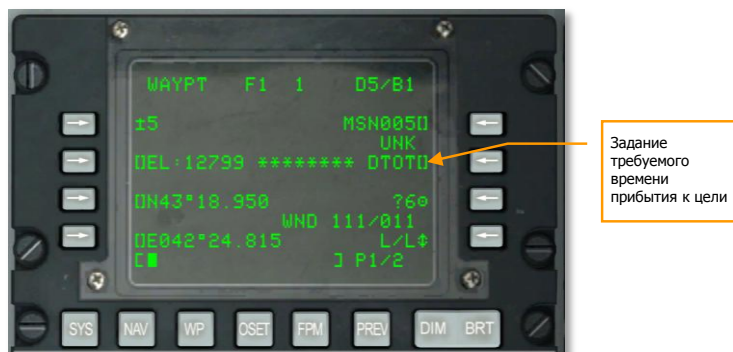 WAYPT F1 1 D5/B1
±5 MSN005[]
UNK
[]EL:12799 ******** DTOT[]
[]N43°18.950 ?6⊙
WND 111/011
[]E042°24.815 L/L↕
[ ] P1/2
SYS NAV WP OSET FPM PREV DIM BRT
Задание
требуемого
времени
прибытия к цели